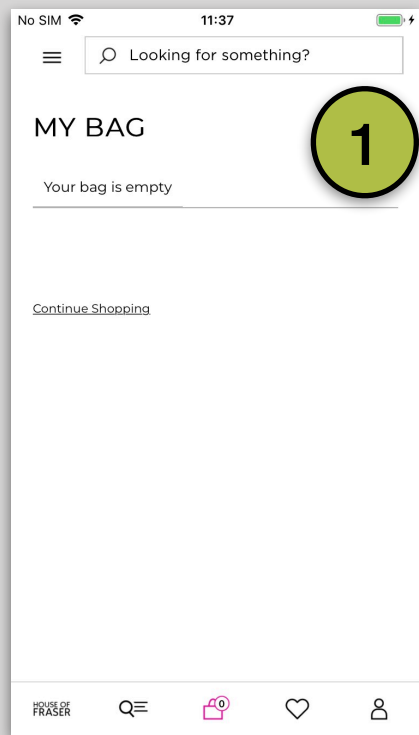 No SIM 11:37
Looking for something?
MY BAG
1
Your bag is empty
Continue Shopping
HOUSE OF
FRASER
0